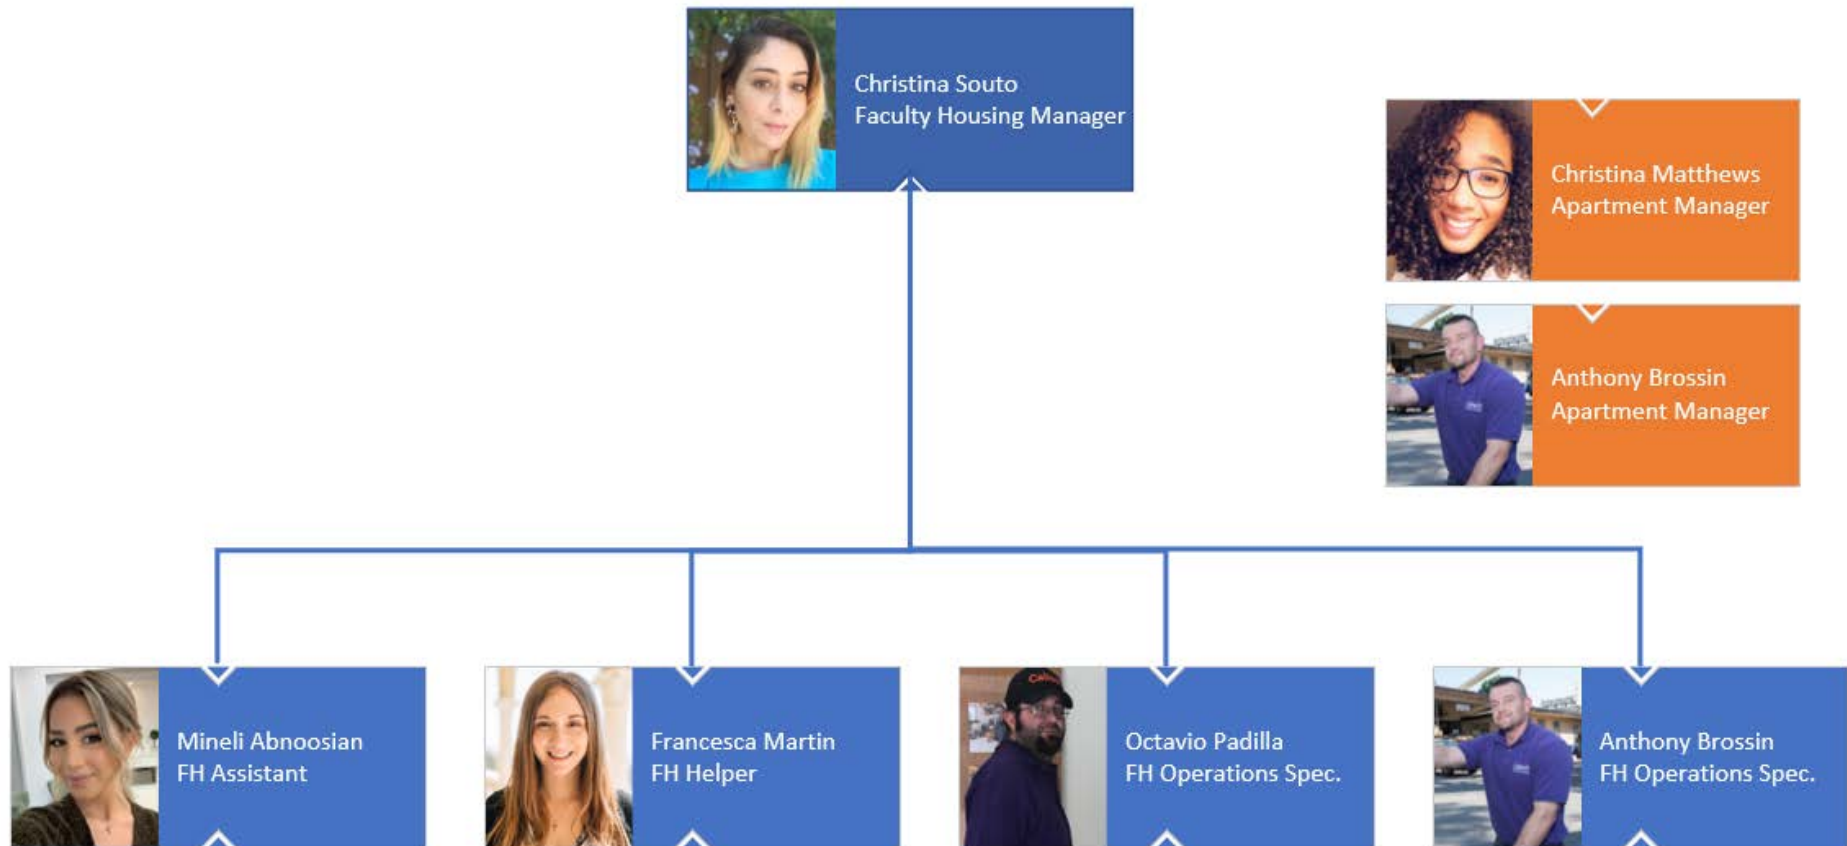 Christina Souto
Faculty Housing Manager
Christina Matthews
Apartment Manager
Anthony Brossin
Apartment Manager
Mineli Abnoosian
FH Assistant
Francesca Martin
FH Helper
Octavio Padilla
FH Operations Spec.
Anthony Brossin
FH Operations Spec.